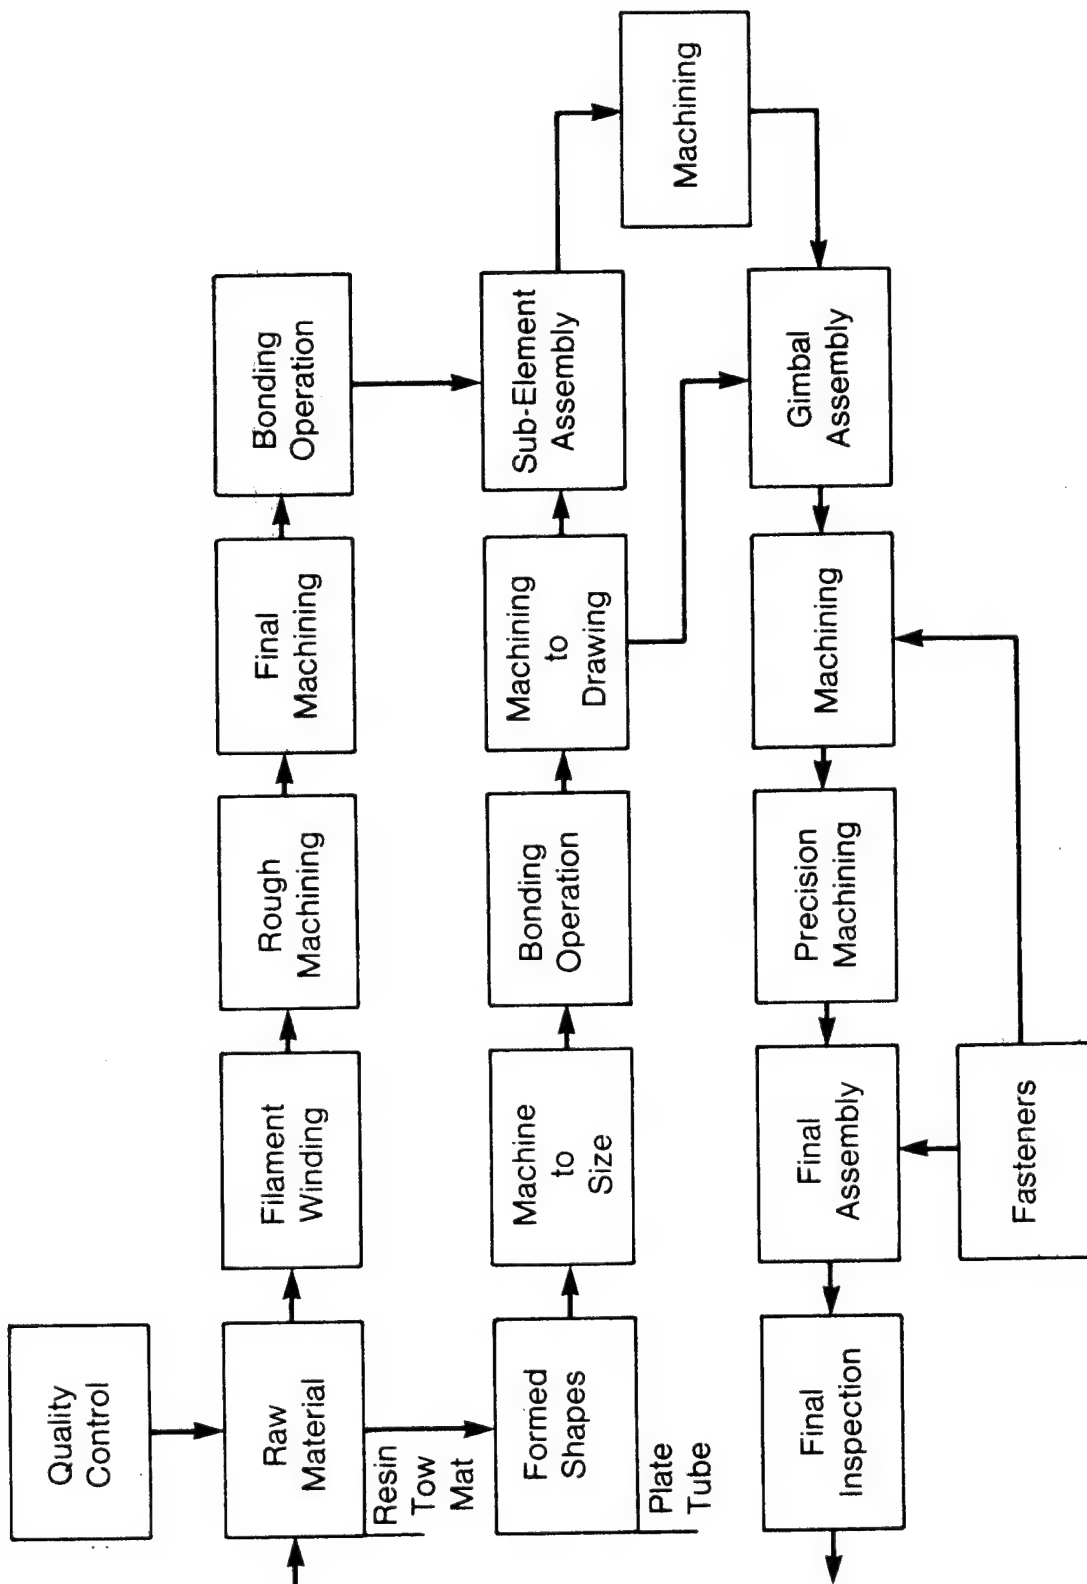 Quality
Control
Raw
Material
Resin
Tow
Mat
Filament
Winding
Rough
Machining
Final
Machining
Bonding
Operation
Formed
Shapes
Plate
Tube
Machine
to
Size
Bonding
Operation
Machining
to
Drawing
Sub-Element
Assembly
Machining
Final
Inspection
Final
Assembly
Precision
Machining
Machining
Gimbal
Assembly
Fasteners